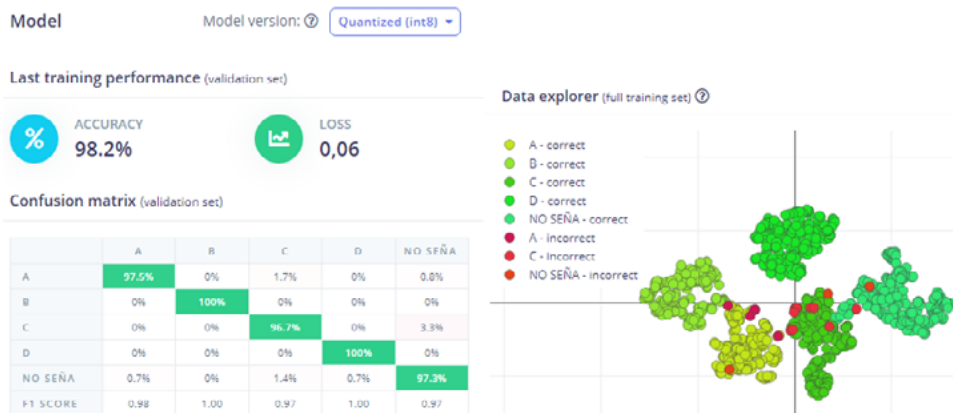 Model
Model version: ?
Quantized (int8)
Last training performance (validation set)
%
ACCURACY
98.2%
LOSS
0,06
Confusion matrix (validation set)
A B C D NO SEÑA
A 97.5% 0% 1.7% 0% 0.8%
B 0% 100% 0% 0% 0%
C 0% 0% 96.7% 0% 3.3%
D 0% 0% 0% 100% 0%
NO SEÑA 0.7% 0% 1.4% 0.7% 97.3%
F1 SCORE 0.98 1.00 0.97 1.00 0.97
Data explorer (full training set) ?
A - correct
B - correct
C - correct
D - correct
NO SEÑA - correct
A - incorrect
C - incorrect
NO SEÑA - incorrect